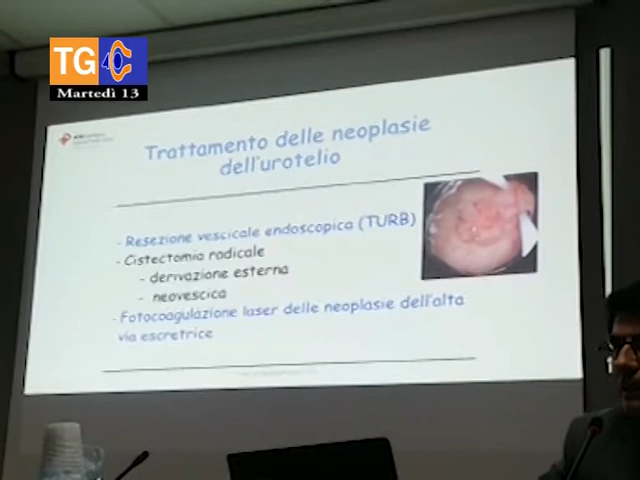 TG4C
Martedì 13
Trattamento delle neoplasie
dell'urotelio
- Resezione vescicale endoscopica (TURB)
- Cistectomia radicale
- derivazione esterna
- neovescica
- Fotocoagulazione laser delle neoplasie dell'alta
via escretrice